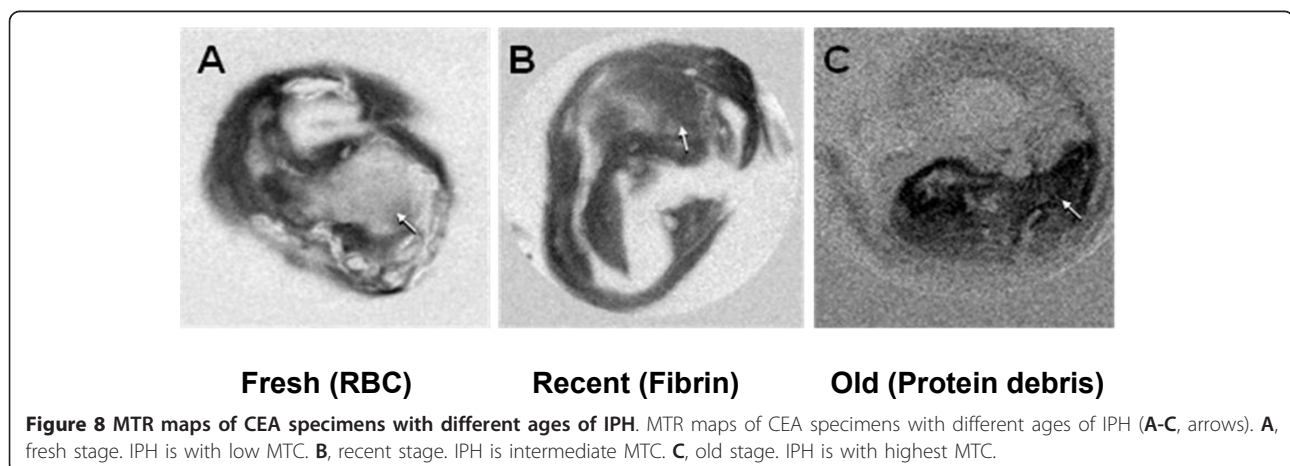 A
B
C
Fresh (RBC)
Recent (Fibrin)
Old (Protein debris)
Figure 8 MTR maps of CEA specimens with different ages of IPH. MTR maps of CEA specimens with different ages of IPH (A-C, arrows). A,
fresh stage. IPH is with low MTC. B, recent stage. IPH is intermediate MTC. C, old stage. IPH is with highest MTC.